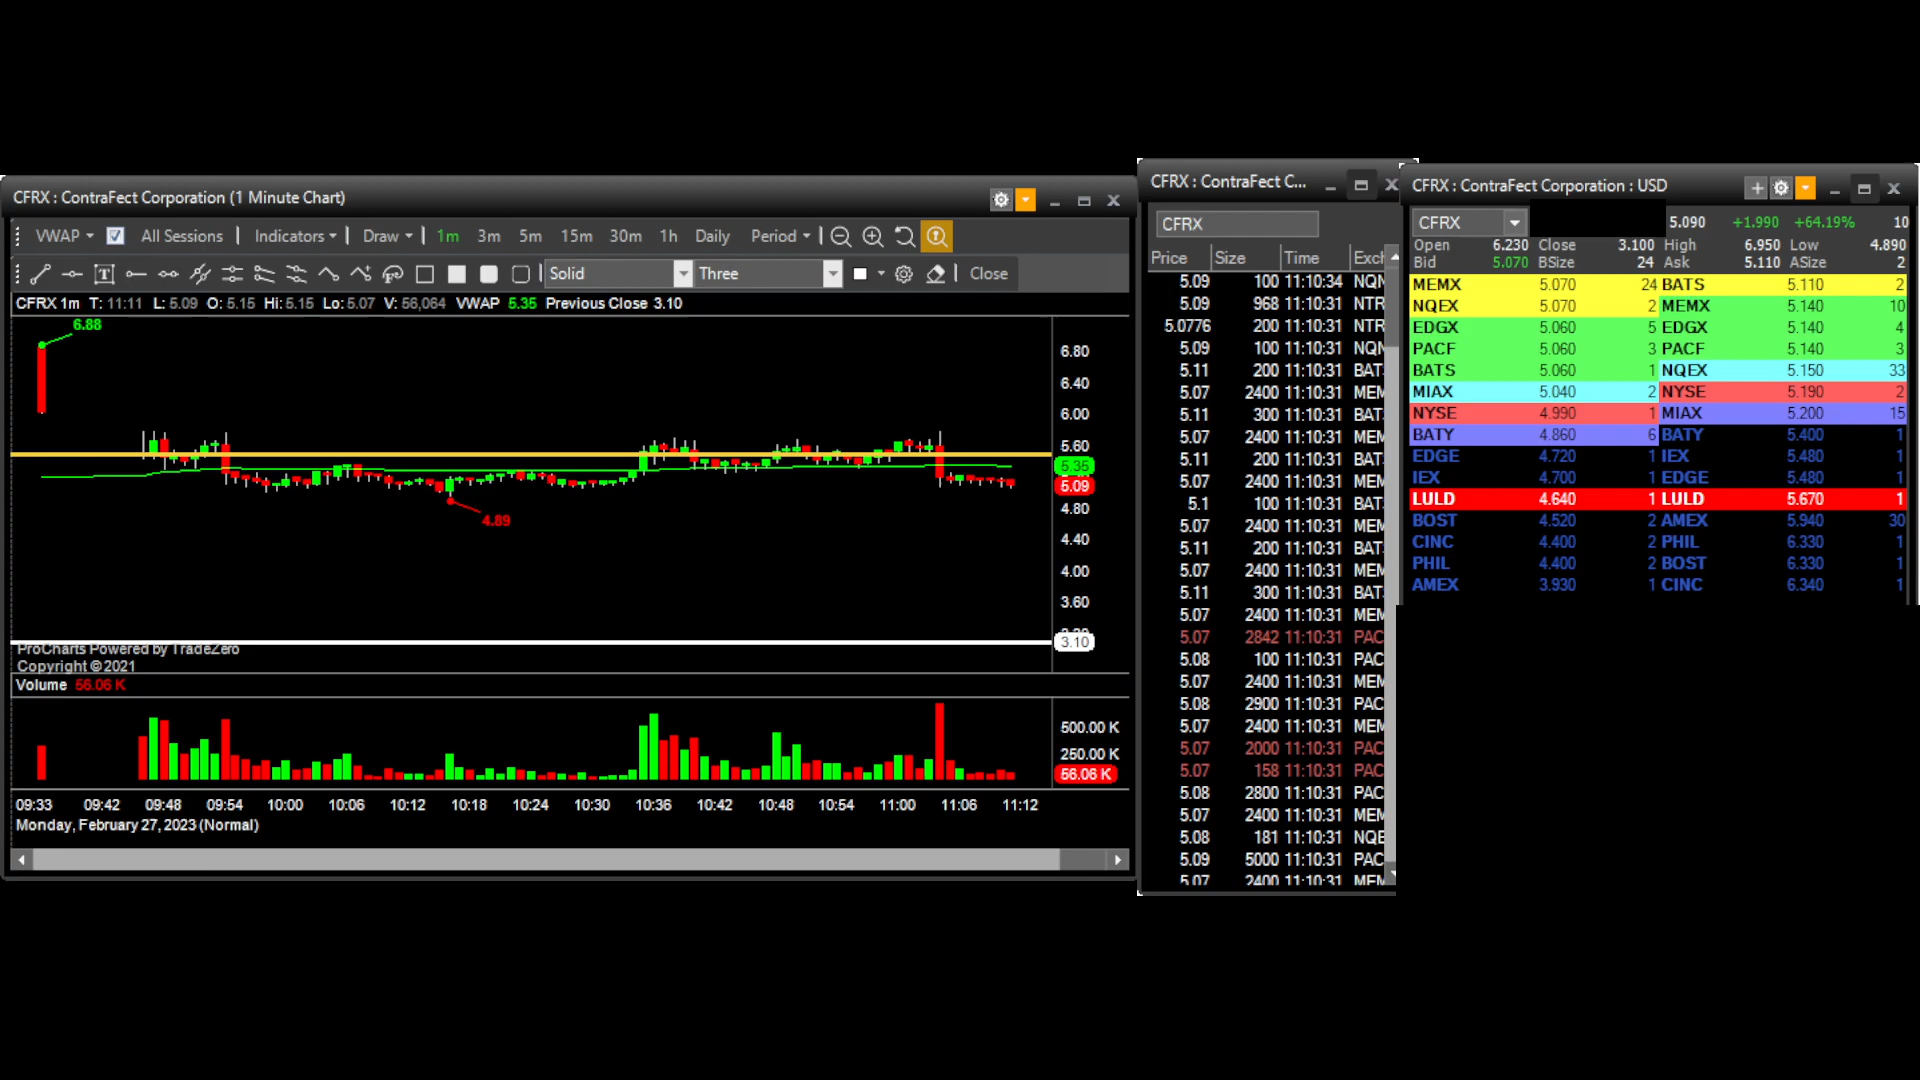 CFRX : ContraFect Corporation (1 Minute Chart)
VWAP All Sessions Indicators Draw 1m 3m 5m 15m 30m 1h Daily Period
Solid Three Close
CFRX 1m T: 11:11 L: 5.09 O: 5.15 Hi: 5.15 Lo: 5.07 V: 56,064 VWAP 5.35 Previous Close 3.10
6.88
4.89
6.80
6.40
6.00
5.60
5.35
5.09
4.80
4.40
4.00
3.60
3.10
ProCharts Powered by TradeZero
Copyright © 2021
Volume 56.06 K
500.00 K
250.00 K
56.06 K
09:33 09:42 09:48 09:54 10:00 10:06 10:12 10:18 10:24 10:30 10:36 10:42 10:48 10:54 11:00 11:06 11:12
Monday, February 27, 2023 (Normal)
CFRX : ContraFect C...
CFRX
Price Size Time Exch
5.09 100 11:10:34 NQN
5.09 968 11:10:31 NTR
5.0776 200 11:10:31 NTR
5.09 100 11:10:31 NQN
5.11 200 11:10:31 BAT
5.07 2400 11:10:31 MEM
5.11 300 11:10:31 BAT
5.07 2400 11:10:31 MEM
5.11 200 11:10:31 BAT
5.07 2400 11:10:31 MEM
5.1 100 11:10:31 BAT
5.07 2400 11:10:31 MEM
5.11 200 11:10:31 BAT
5.07 2400 11:10:31 MEM
5.11 300 11:10:31 BAT
5.07 2400 11:10:31 MEM
5.07 2842 11:10:31 PAC
5.08 100 11:10:31 PAC
5.07 2400 11:10:31 MEM
5.08 2900 11:10:31 PAC
5.07 2400 11:10:31 MEM
5.07 2000 11:10:31 PAC
5.07 158 11:10:31 PAC
5.08 2800 11:10:31 PAC
5.07 2400 11:10:31 MEM
5.08 181 11:10:31 NQE
5.09 5000 11:10:31 PAC
5.07 2400 11:10:31 MEM
CFRX : ContraFect Corporation : USD
CFRX 5.090 +1.990 +64.19% 10
Open 6.230 Close 3.100 High 6.950 Low 4.890
Bid 5.070 BSize 24 Ask 5.110 ASize 2
MEMX 5.070 24 BATS 5.110 2
NQEX 5.070 2 MEMX 5.140 10
EDGX 5.060 5 EDGX 5.140 4
PACF 5.060 3 PACF 5.140 3
BATS 5.060 1 NQEX 5.150 33
MIAX 5.040 2 NYSE 5.190 2
NYSE 4.990 1 MIAX 5.200 15
BATY 4.860 6 BATY 5.400 1
EDGE 4.720 1 IEX 5.480 1
IEX 4.700 1 EDGE 5.480 1
LULD 4.640 1 LULD 5.670 1
BOST 4.520 2 AMEX 5.940 30
CINC 4.400 2 PHIL 6.330 1
PHIL 4.400 2 BOST 6.330 1
AMEX 3.930 1 CINC 6.340 1